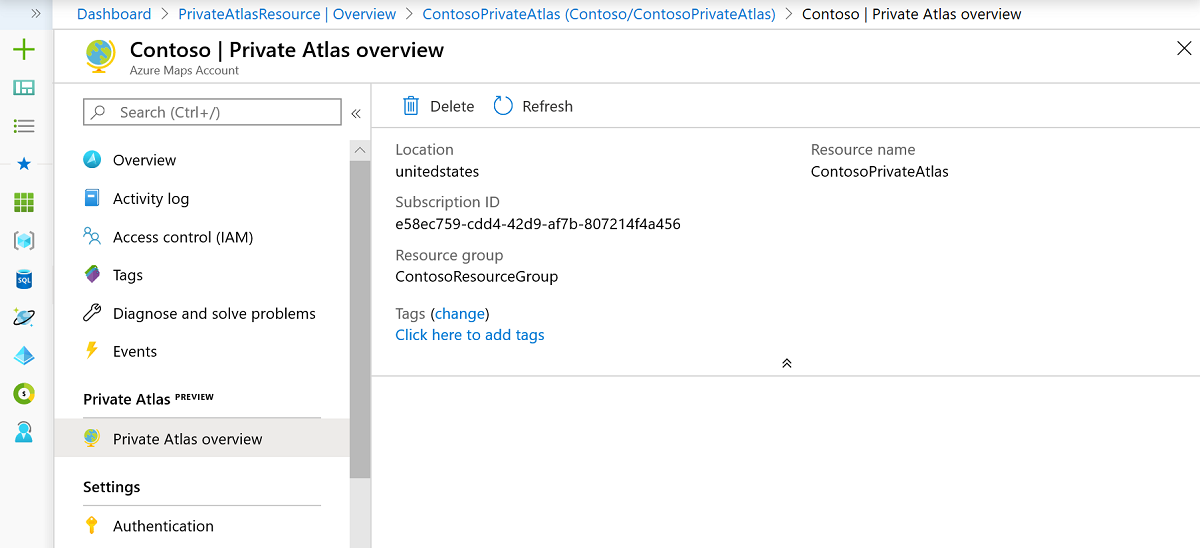 Dashboard > PrivateAtlasResource | Overview > ContosoPrivateAtlas (Contoso/ContosoPrivateAtlas) > Contoso | Private Atlas overview
Contoso | Private Atlas overview
Azure Maps Account
Search (Ctrl+/)
Overview
Activity log
Access control (IAM)
Tags
Diagnose and solve problems
Events
Private Atlas PREVIEW
Private Atlas overview
Settings
Authentication
Delete Refresh
Location
unitedstates
Subscription ID
e58ec759-cdd4-42d9-af7b-807214f4a456
Resource group
ContosoResourceGroup
Tags (change)
Click here to add tags
Resource name
ContosoPrivateAtlas
SQL
$